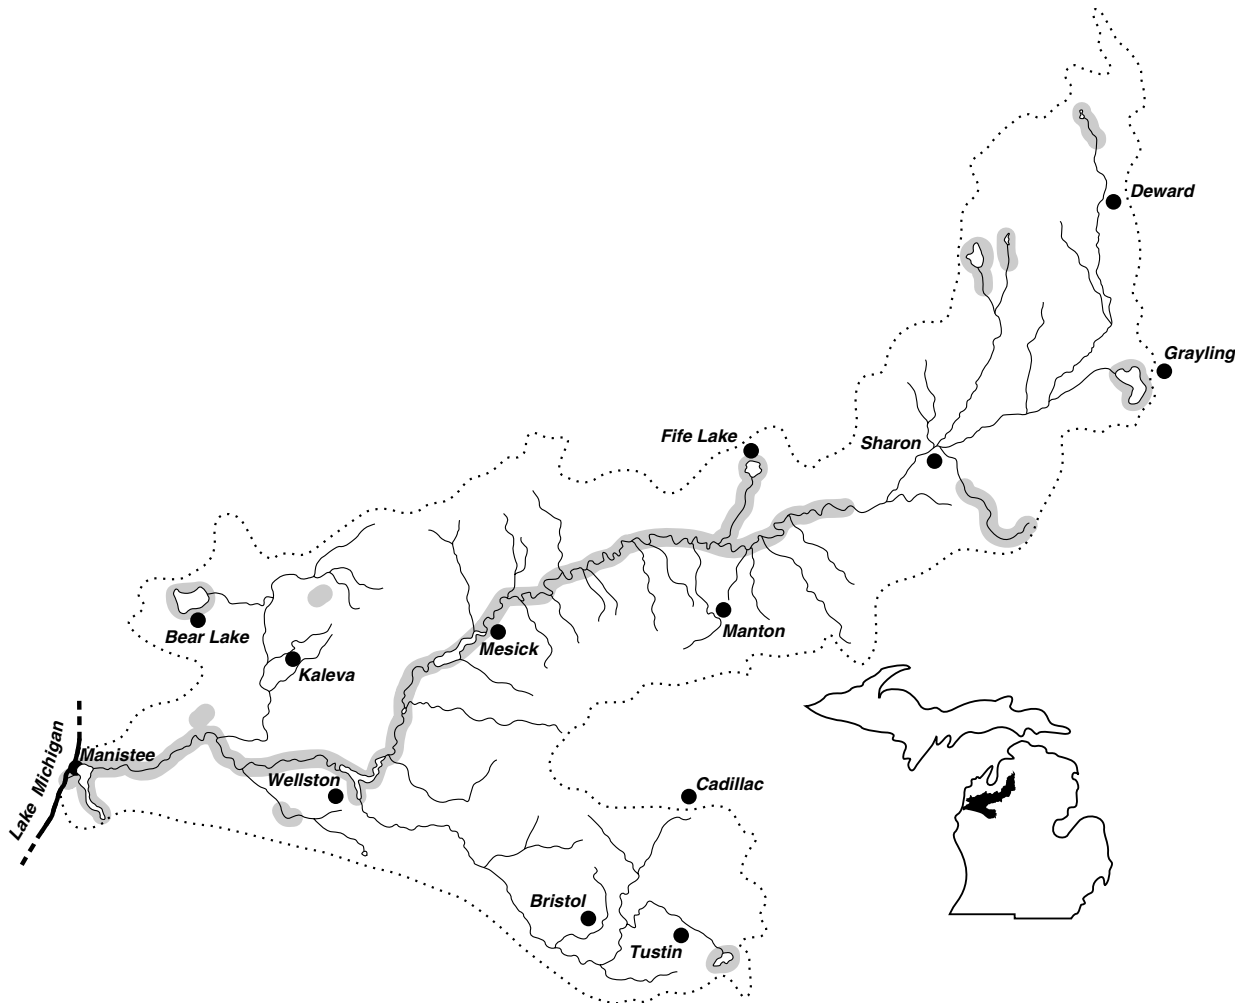 Deward
Grayling
Fife Lake
Sharon
Bear Lake
Manton
Mesick
Kaleva
Lake Michigan
Manistee
Wellston
Cadillac
Bristol
Tustin